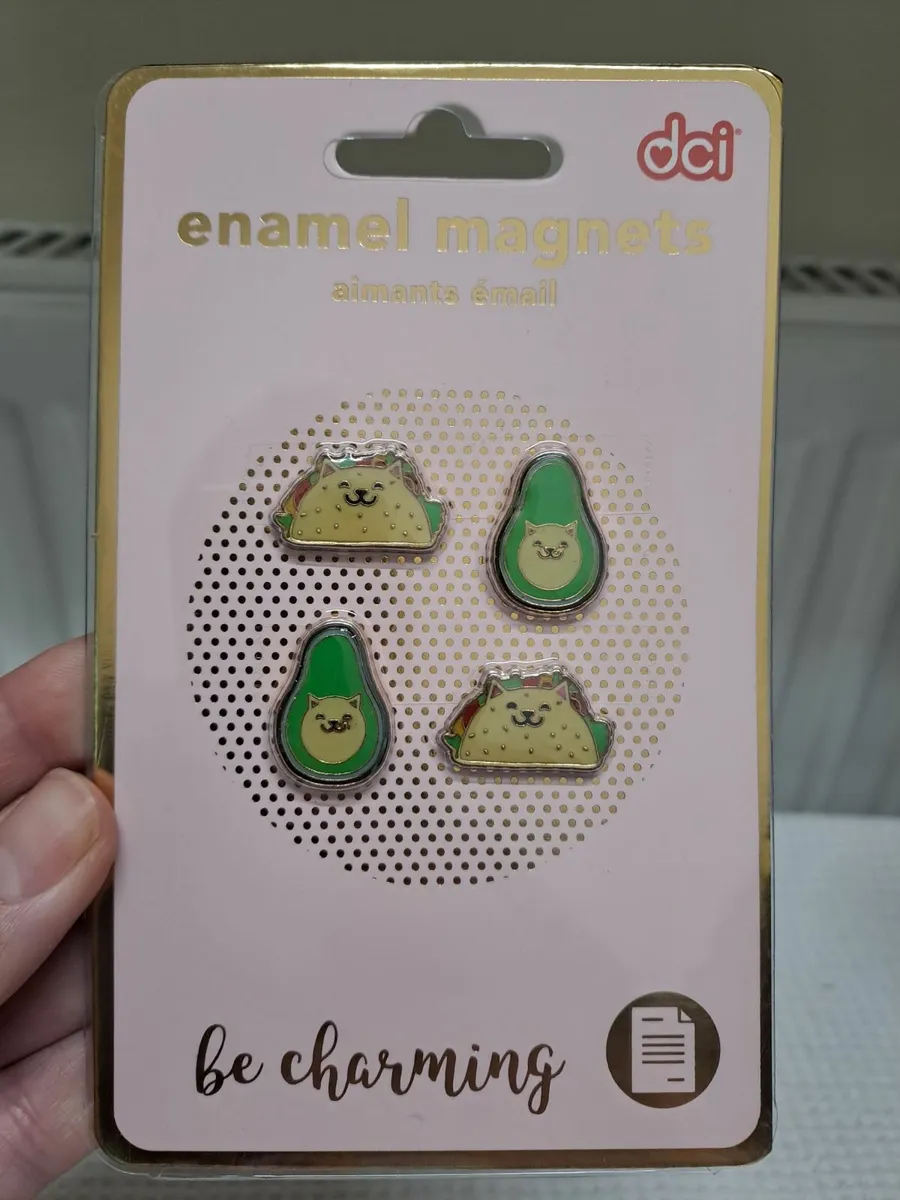 dci
enamel magnets
aimants émail
be charming